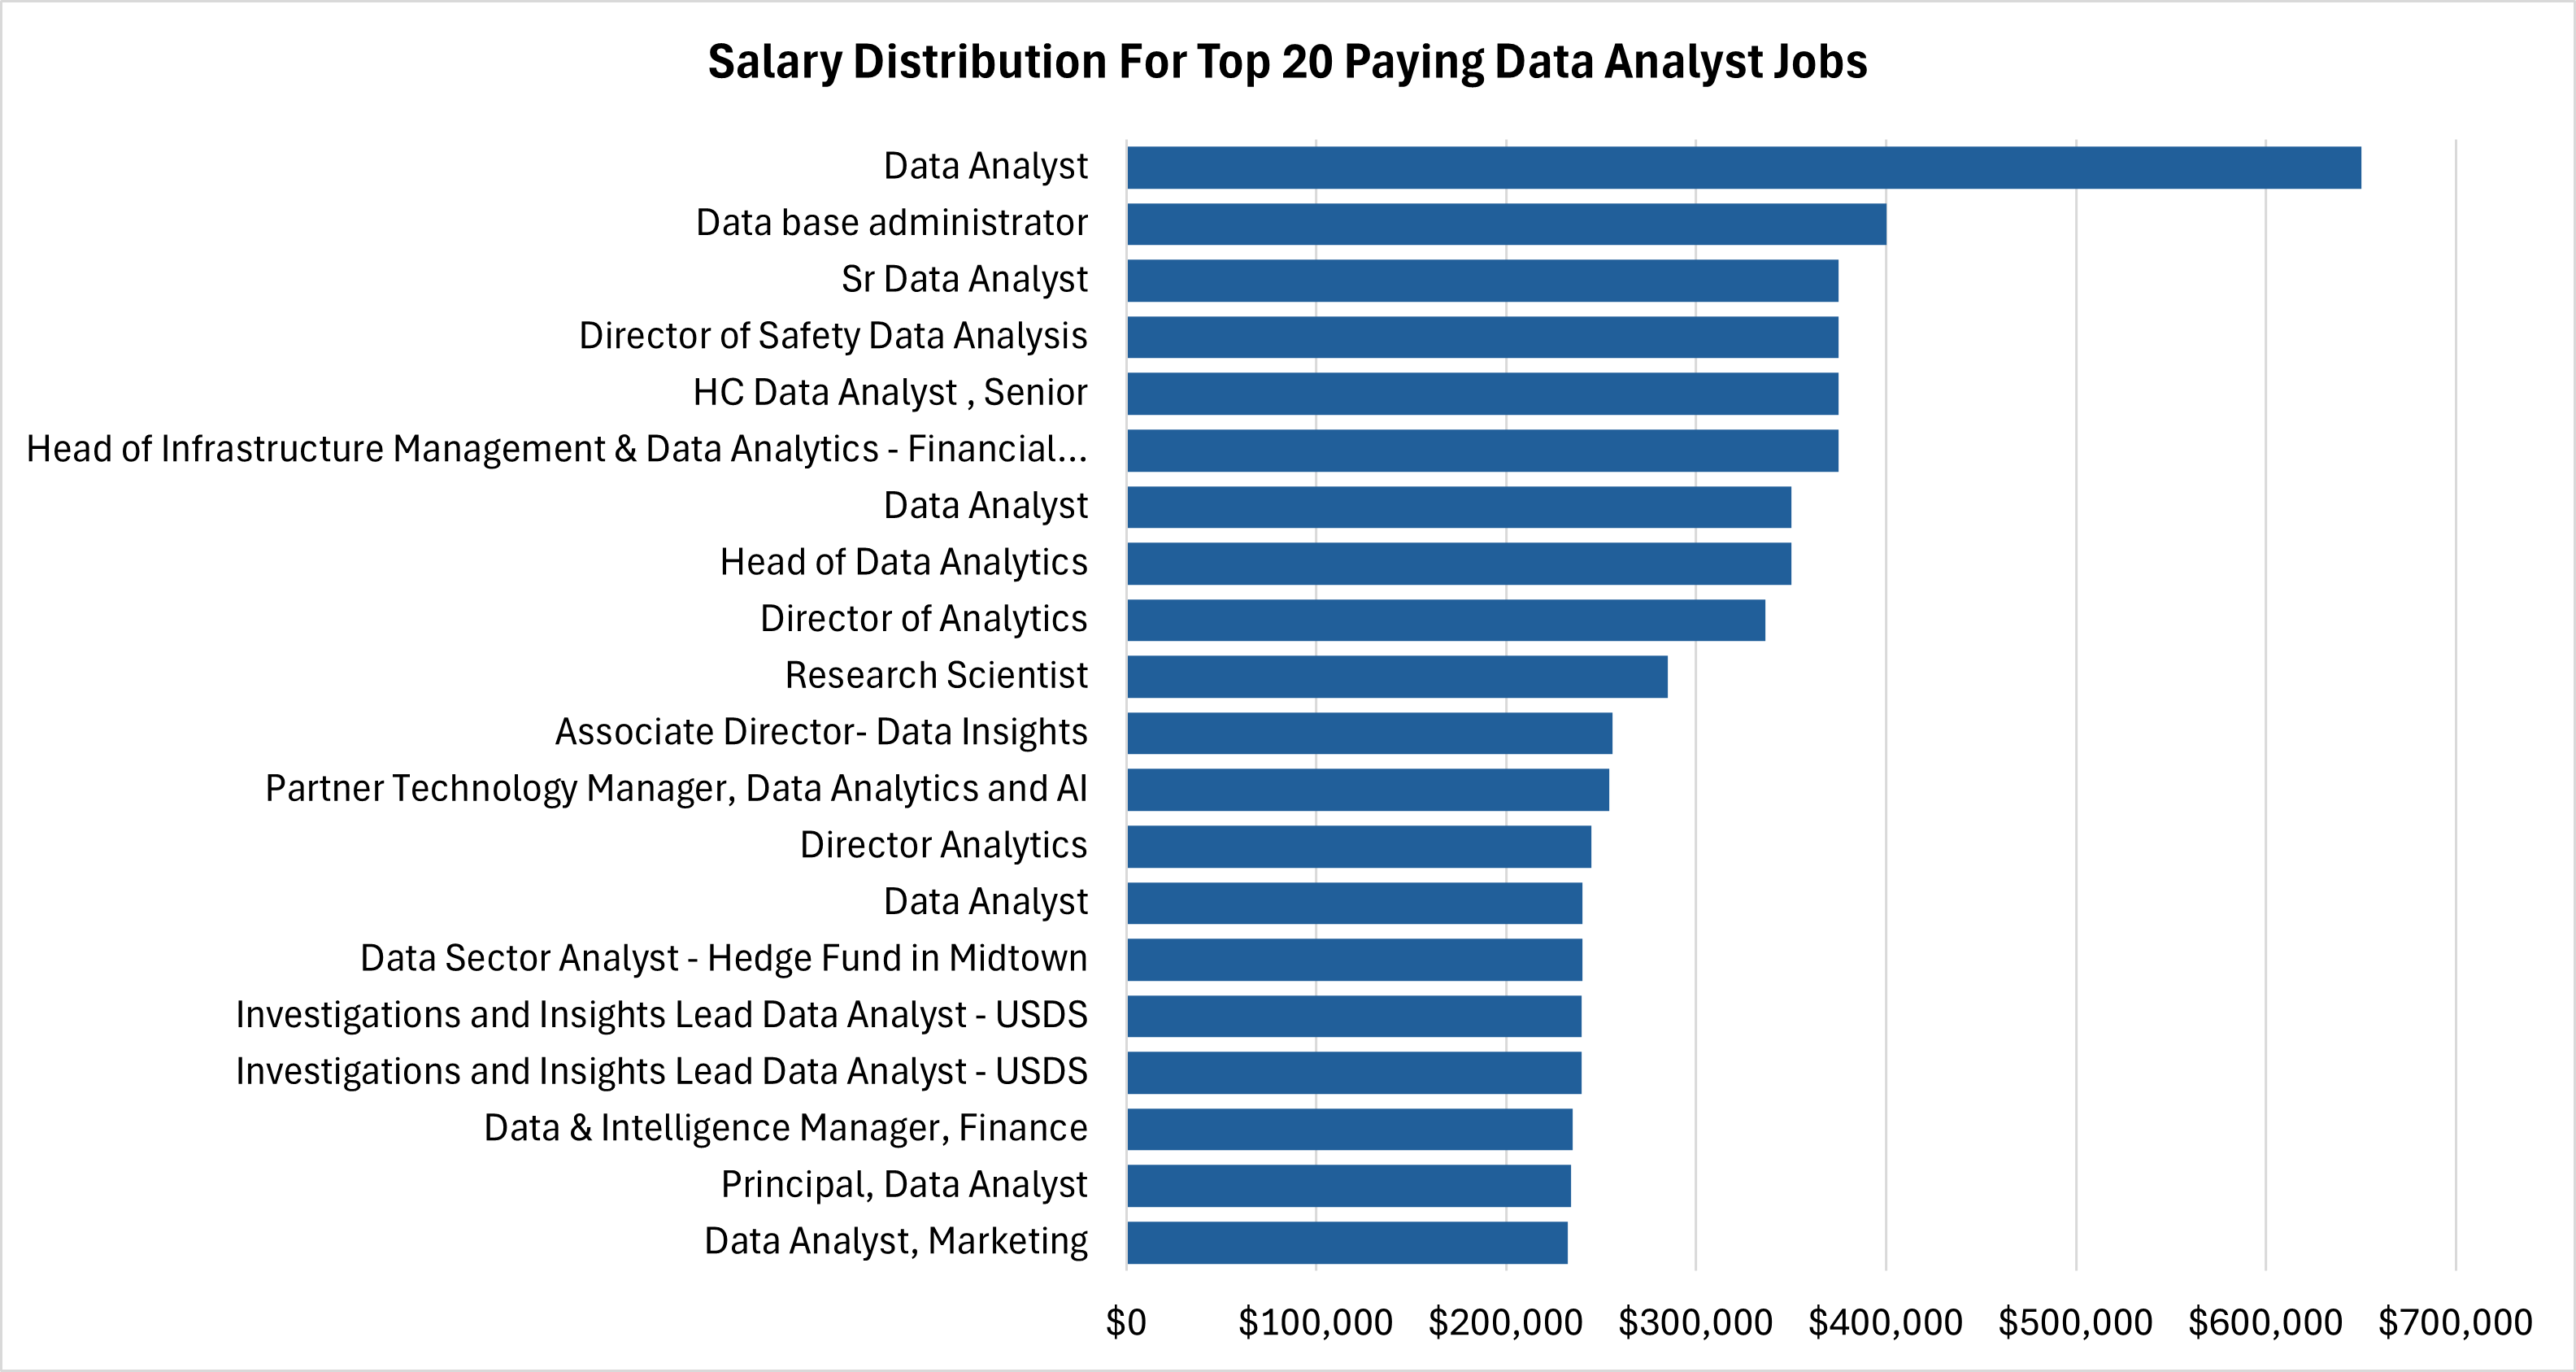 Salary Distribution For Top 20 Paying Data Analyst Jobs
Data Analyst
Data base administrator
Sr Data Analyst
Director of Safety Data Analysis
HC Data Analyst , Senior
Head of Infrastructure Management & Data Analytics - Financial...
Data Analyst
Head of Data Analytics
Director of Analytics
Research Scientist
Associate Director- Data Insights
Partner Technology Manager, Data Analytics and AI
Director Analytics
Data Analyst
Data Sector Analyst - Hedge Fund in Midtown
Investigations and Insights Lead Data Analyst - USDS
Investigations and Insights Lead Data Analyst - USDS
Data & Intelligence Manager, Finance
Principal, Data Analyst
Data Analyst, Marketing
$0 $100,000 $200,000 $300,000 $400,000 $500,000 $600,000 $700,000